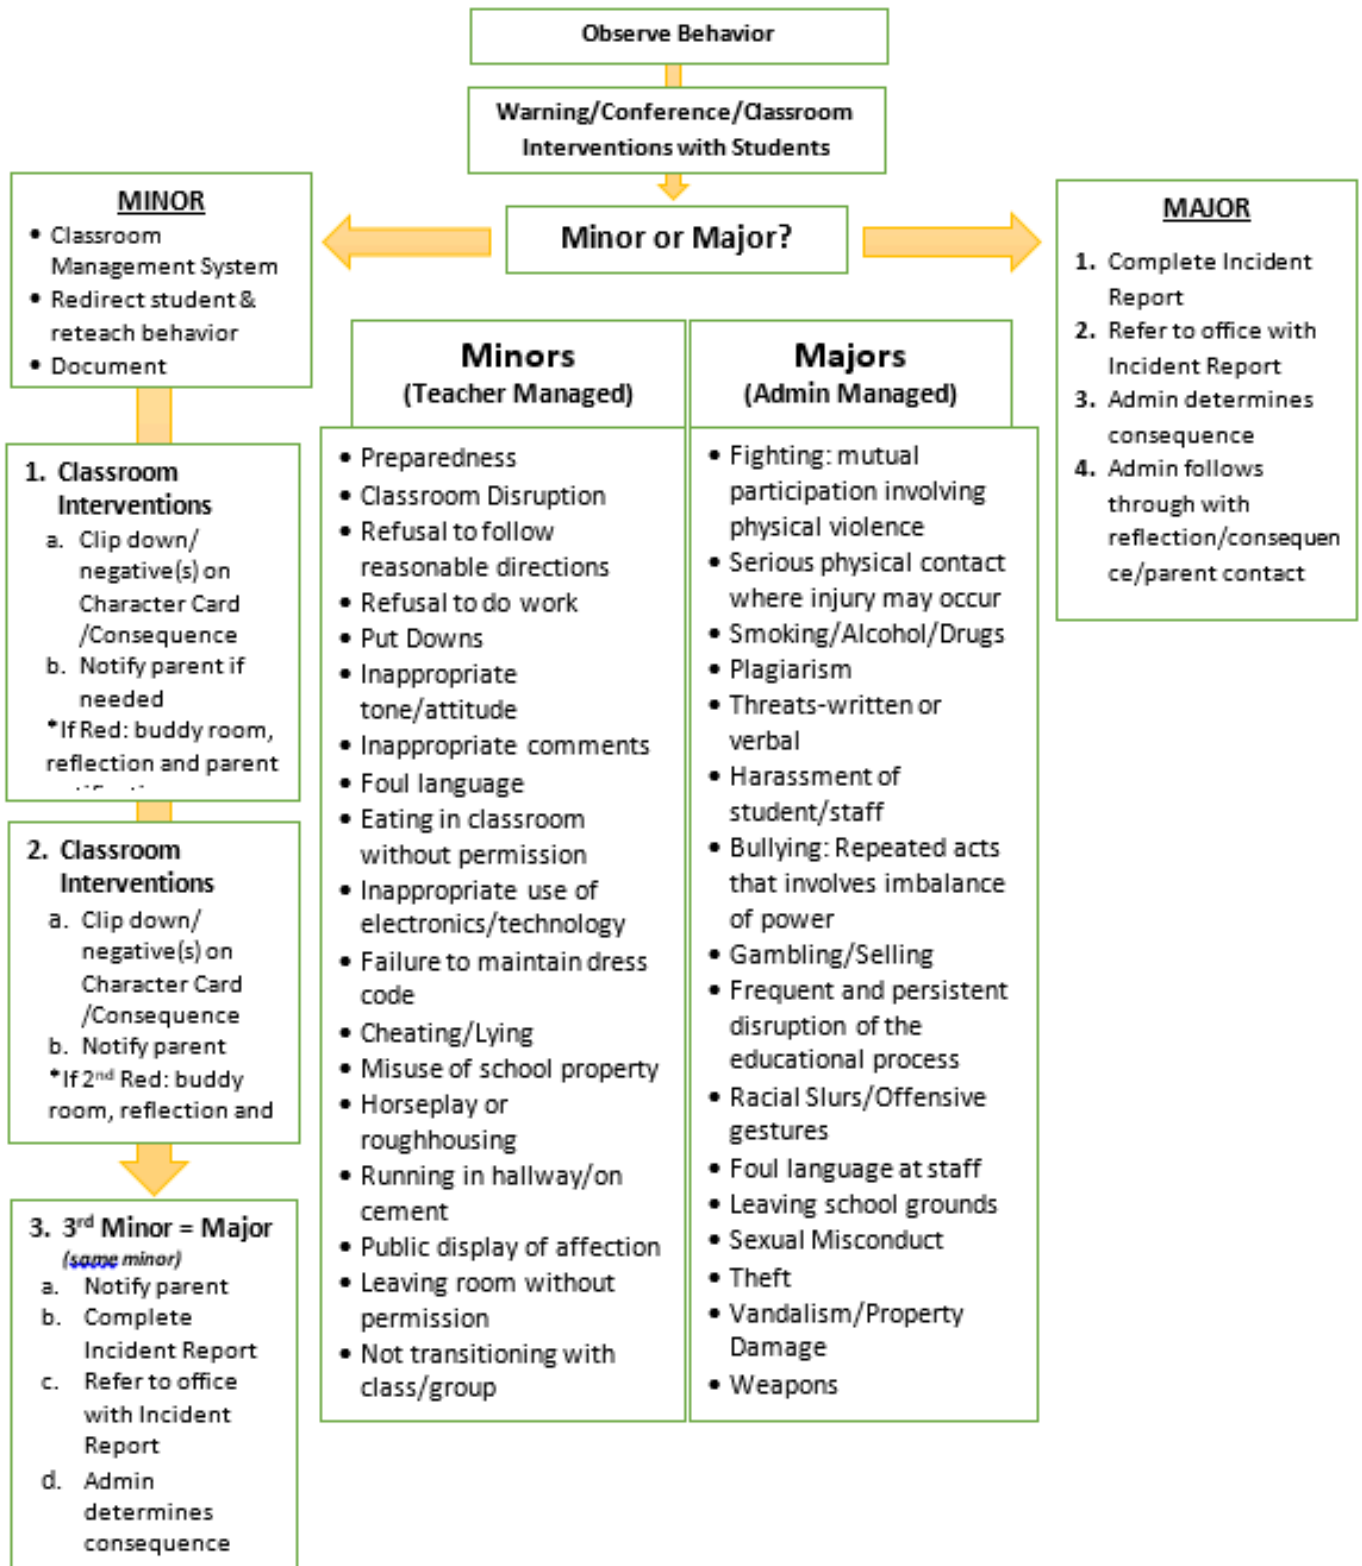 Observe Behavior
Warning/Conference/Classroom
Interventions with Students
Minor or Major?
MINOR
• Classroom
Management System
• Redirect student &
reteach behavior
• Document
1. Classroom
Interventions
a. Clip down/
negative(s) on
Character Card
/Consequence
b. Notify parent if
needed
*If Red: buddy room,
reflection and parent
2. Classroom
Interventions
a. Clip down/
negative(s) on
Character Card
/Consequence
b. Notify parent
*If 2nd Red: buddy
room, reflection and
3. 3rd Minor = Major
(same minor)
a. Notify parent
b. Complete
Incident Report
c. Refer to office
with Incident
Report
d. Admin
determines
consequence
Minors
(Teacher Managed)
• Preparedness
• Classroom Disruption
• Refusal to follow
reasonable directions
• Refusal to do work
• Put Downs
• Inappropriate
tone/attitude
• Inappropriate comments
• Foul language
• Eating in classroom
without permission
• Inappropriate use of
electronics/technology
• Failure to maintain dress
code
• Cheating/Lying
• Misuse of school property
• Horseplay or
roughhousing
• Running in hallway/on
cement
• Public display of affection
• Leaving room without
permission
• Not transitioning with
class/group
Majors
(Admin Managed)
• Fighting: mutual
participation involving
physical violence
• Serious physical contact
where injury may occur
• Smoking/Alcohol/Drugs
• Plagiarism
• Threats-written or
verbal
• Harassment of
student/staff
• Bullying: Repeated acts
that involves imbalance
of power
• Gambling/Selling
• Frequent and persistent
disruption of the
educational process
• Racial Slurs/Offensive
gestures
• Foul language at staff
• Leaving school grounds
• Sexual Misconduct
• Theft
• Vandalism/Property
Damage
• Weapons
MAJOR
1. Complete Incident
Report
2. Refer to office with
Incident Report
3. Admin determines
consequence
4. Admin follows
through with
reflection/consequen
ce/parent contact